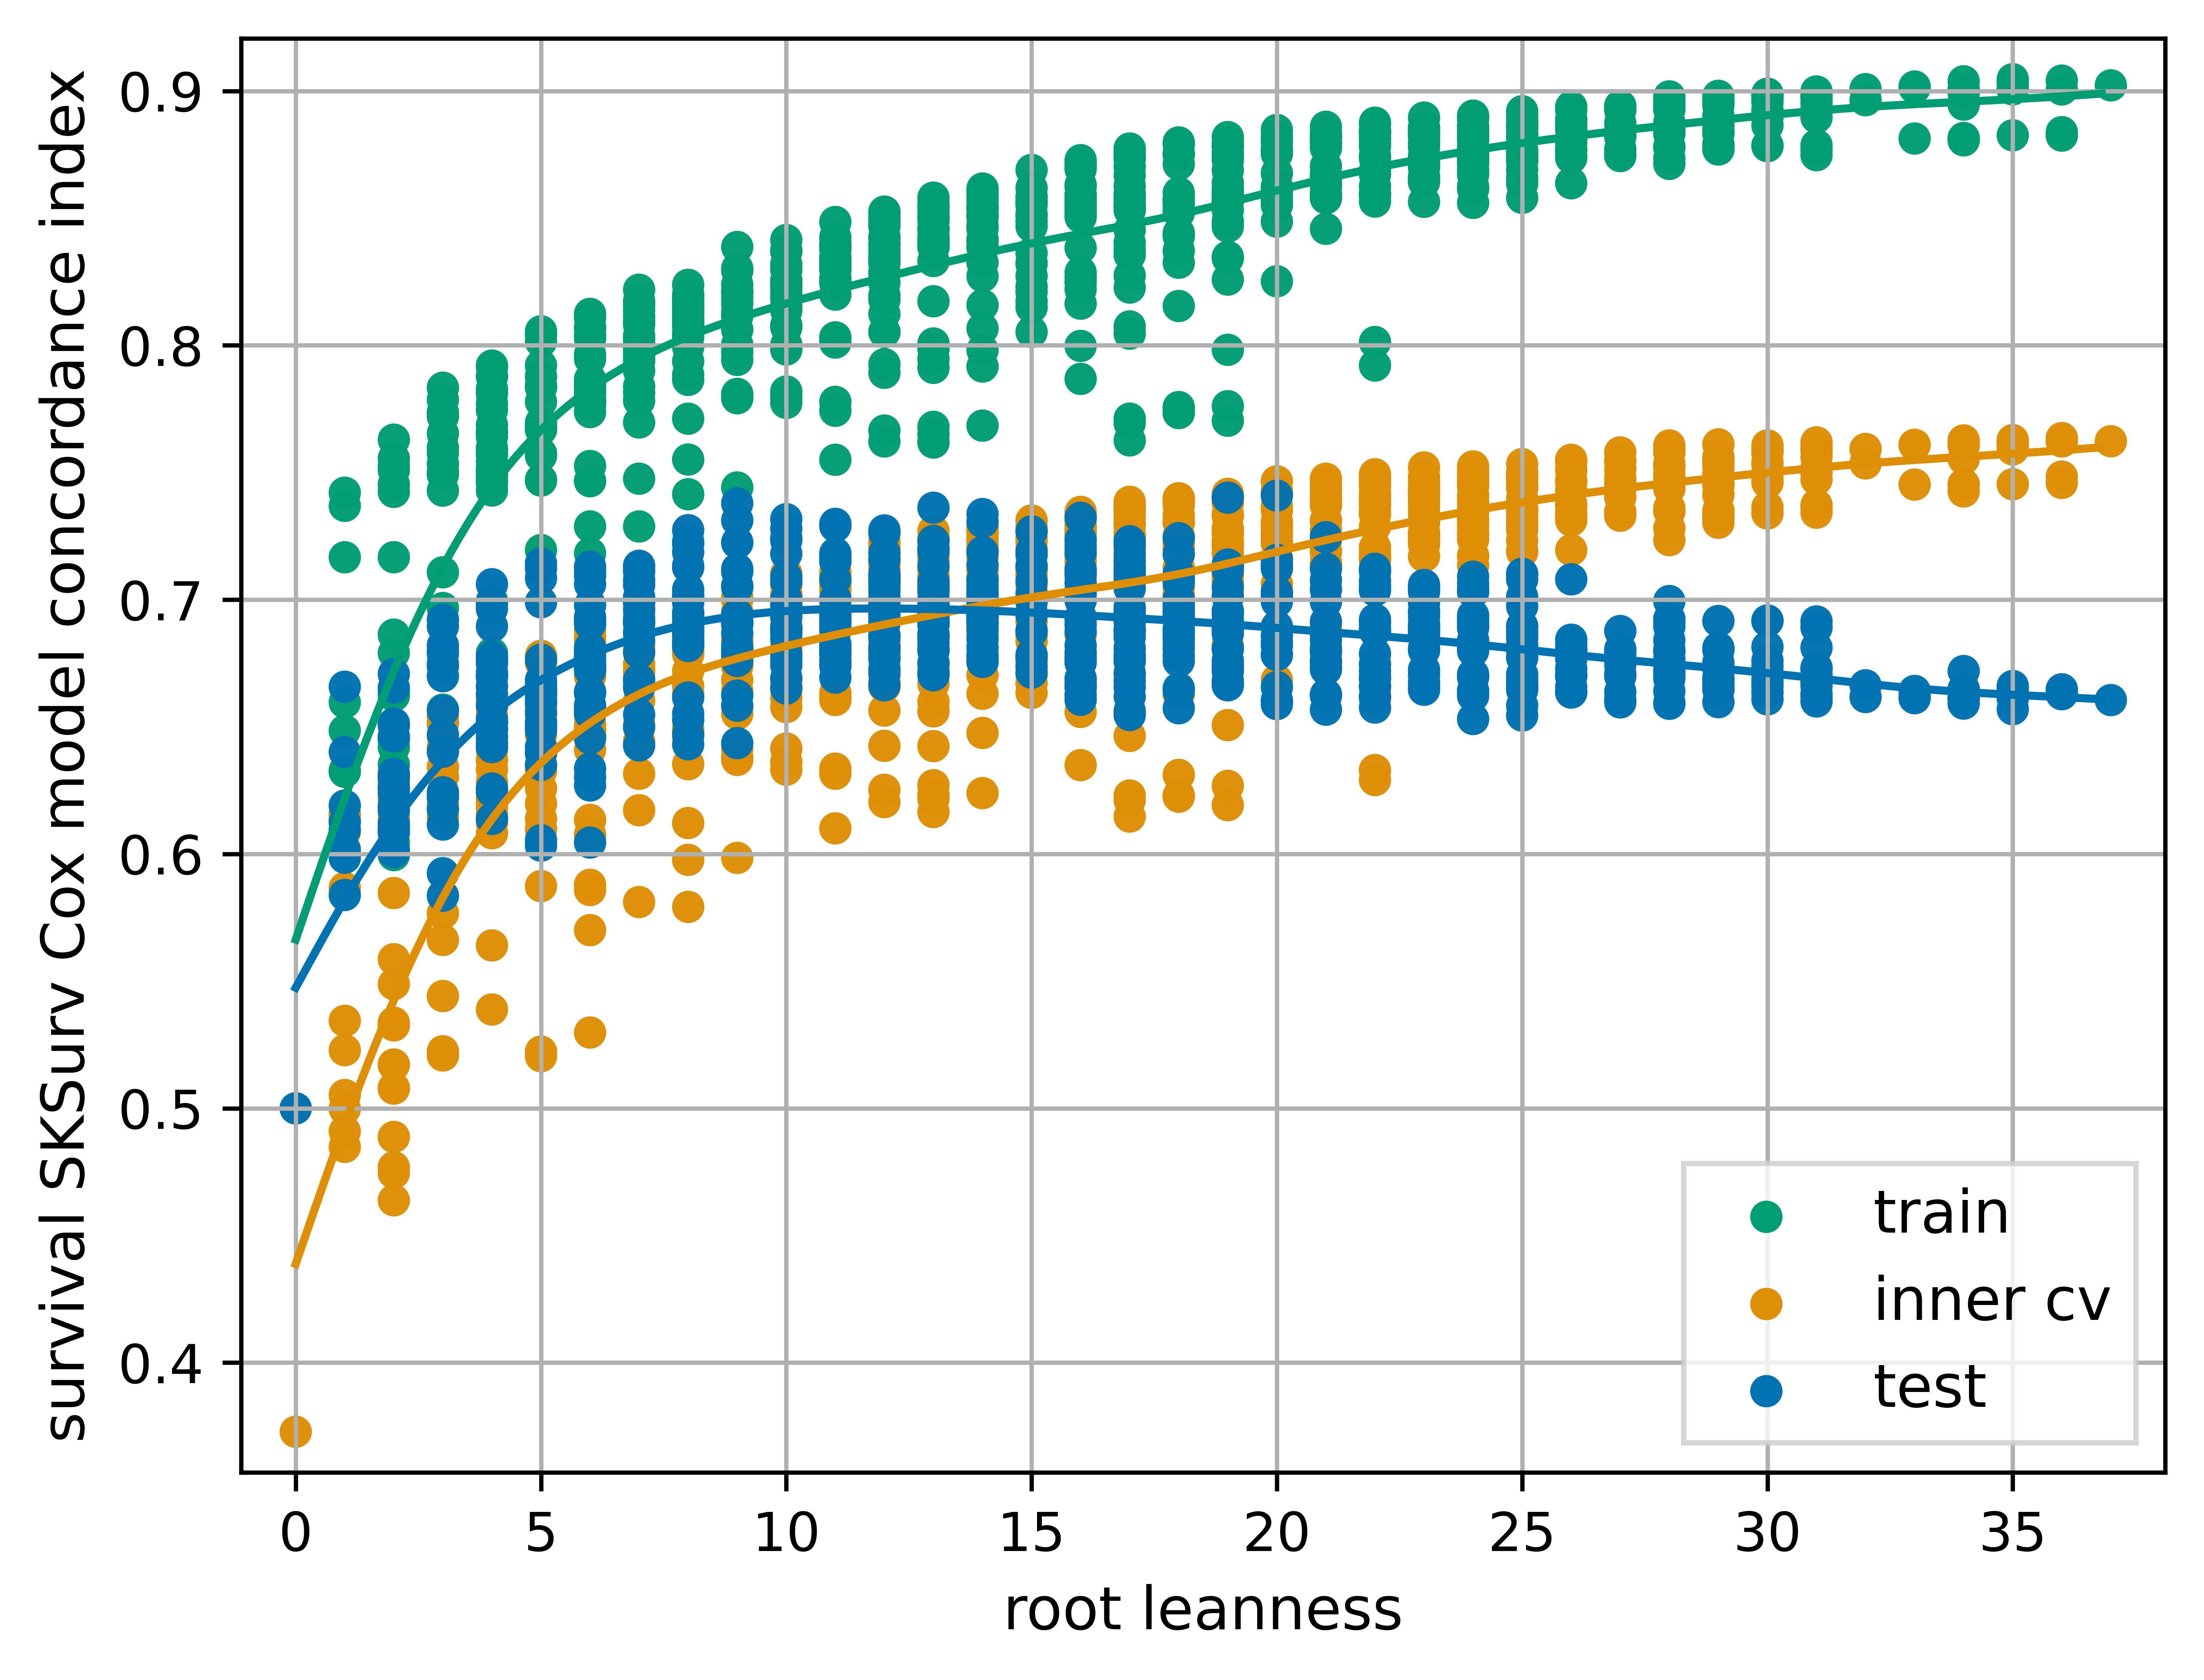 survival SKSurv Cox model concordance index
0.9
0.8
0.7
0.6
0.5
0.4
0 5 10 15 20 25 30 35
root leanness
train
inner cv
test